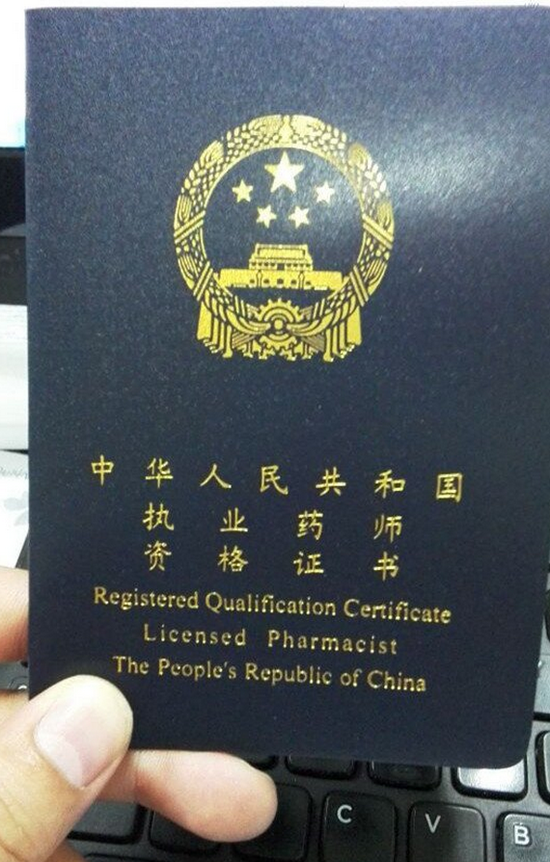 中华人民共和国
执业药师
资格证书
Registered Qualification Certificate
Licensed Pharmacist
The People's Republic of China
C
V
B